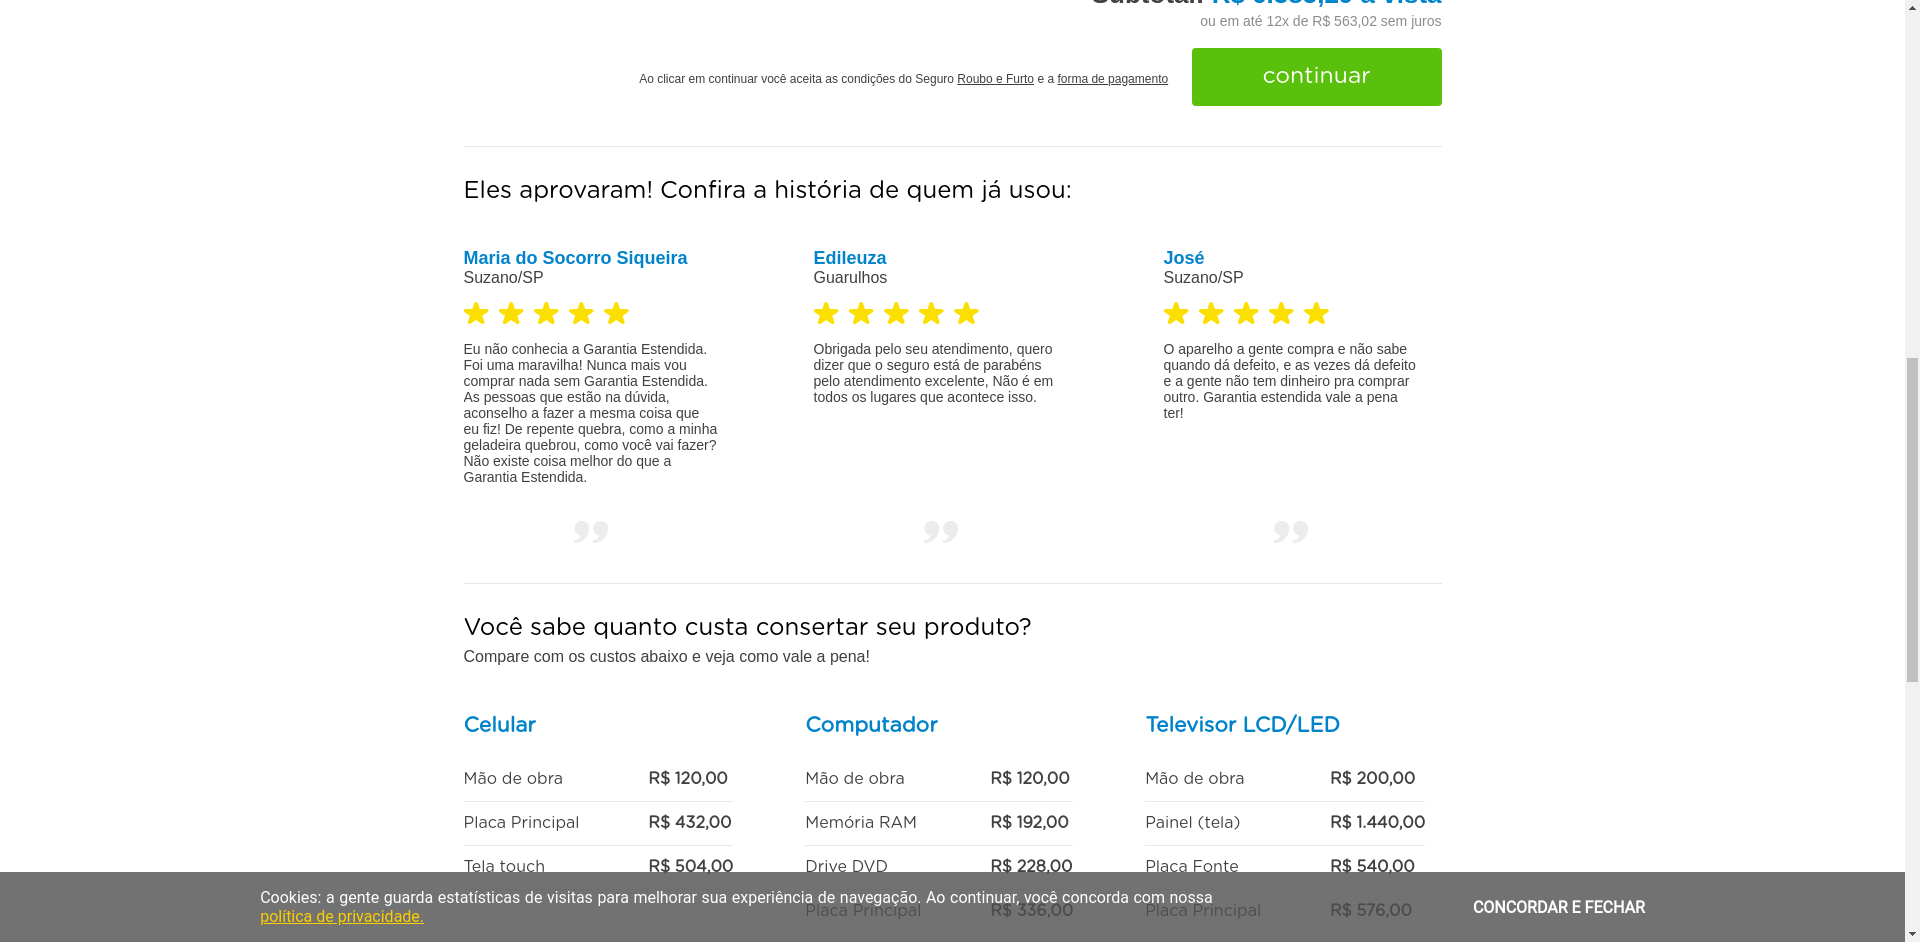 ou em até 12x de R$ 563,02 sem juros
Ao clicar em continuar você aceita as condições do Seguro Roubo e Furto e a forma de pagamento
continuar
Eles aprovaram! Confira a história de quem já usou:
Maria do Socorro Siqueira
Suzano/SP
Eu não conhecia a Garantia Estendida.
Foi uma maravilha! Nunca mais vou
comprar nada sem Garantia Estendida.
As pessoas que estão na dúvida,
aconselho a fazer a mesma coisa que
eu fiz! De repente quebra, como a minha
geladeira quebrou, como você vai fazer?
Não existe coisa melhor do que a
Garantia Estendida.
Edileuza
Guarulhos
Obrigada pelo seu atendimento, quero
dizer que o seguro está de parabéns
pelo atendimento excelente, Não é em
todos os lugares que acontece isso.
José
Suzano/SP
O aparelho a gente compra e não sabe
quando dá defeito, e as vezes dá defeito
e a gente não tem dinheiro pra comprar
outro. Garantia estendida vale a pena
ter!
Você sabe quanto custa consertar seu produto?
Compare com os custos abaixo e veja como vale a pena!
Celular
Mão de obra R$ 120,00
Placa Principal R$ 432,00
Tela touch R$ 504,00
Computador
Mão de obra R$ 120,00
Memória RAM R$ 192,00
Drive DVD R$ 228,00
Placa Principal R$ 336,00
Televisor LCD/LED
Mão de obra R$ 200,00
Painel (tela) R$ 1.440,00
Placa Fonte R$ 540,00
Placa Principal R$ 576,00
Cookies: a gente guarda estatísticas de visitas para melhorar sua experiência de navegação. Ao continuar, você concorda com nossa
política de privacidade.
CONCORDAR E FECHAR